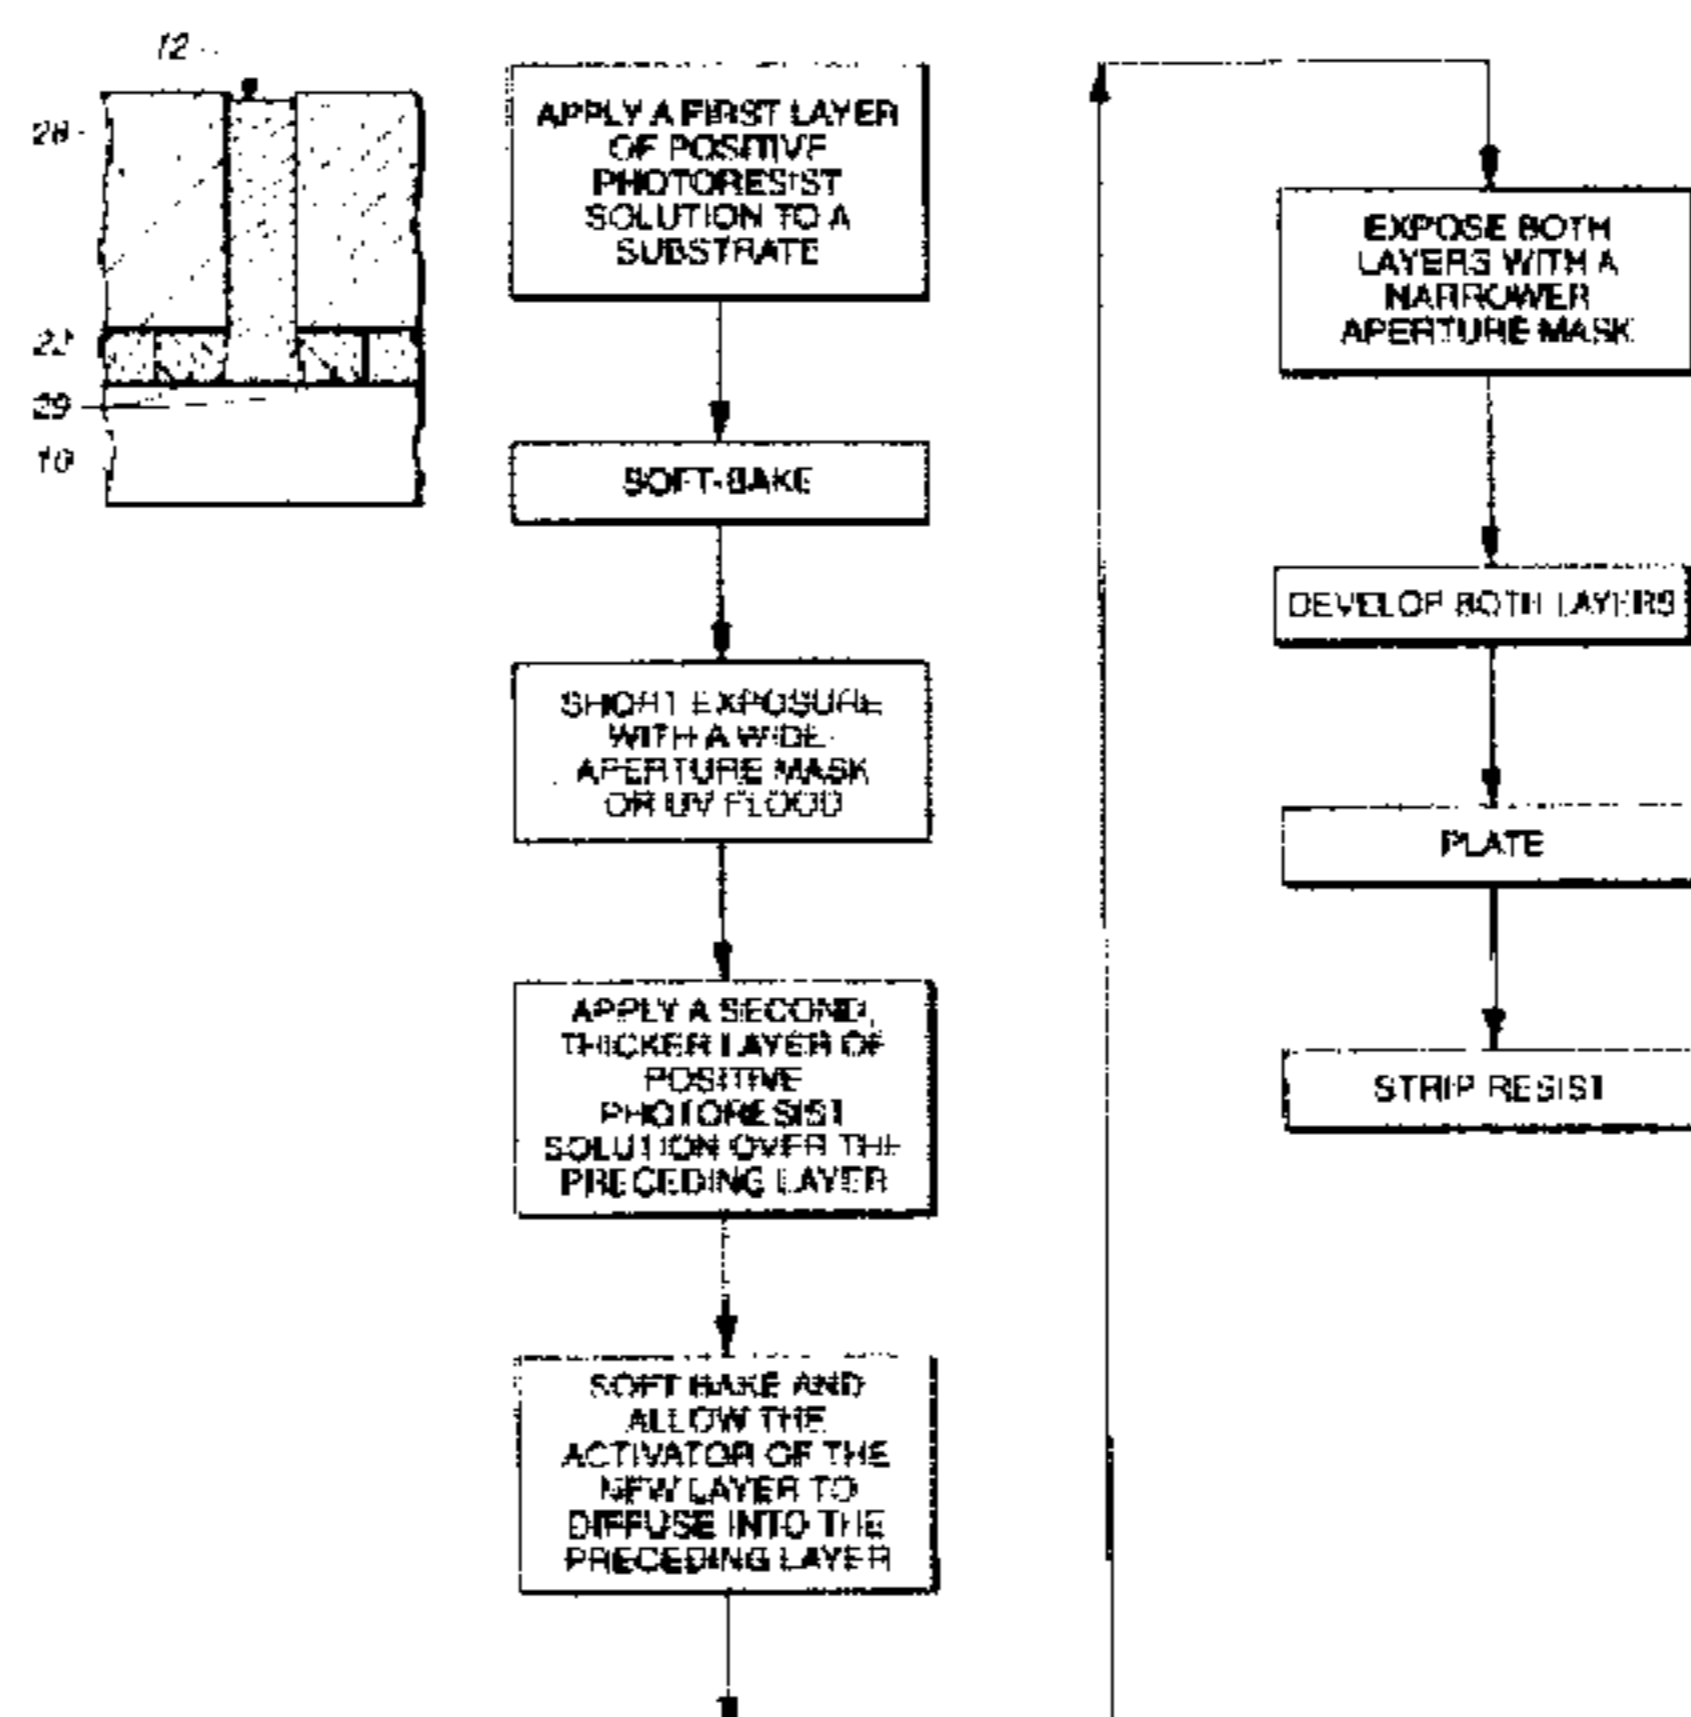 12
28
22
29
10
APPLY A FIRST LAYER
OF POSITIVE
PHOTORESIST
SOLUTION TO A
SUBSTRATE
SOFT-BAKE
SHORT EXPOSURE
WITH A WIDE
APERTURE MASK
OR UV FLOOD
APPLY A SECOND,
THICKER LAYER OF
POSITIVE
PHOTORESIST
SOLUTION OVER THE
PRECEDING LAYER
SOFT BAKE AND
ALLOW THE
ACTIVATOR OF THE
NEW LAYER TO
DIFFUSE INTO THE
PRECEDING LAYER
EXPOSE BOTH
LAYERS WITH A
NARROWER
APERTURE MASK
DEVELOP BOTH LAYERS
PLATE
STRIP RESIST